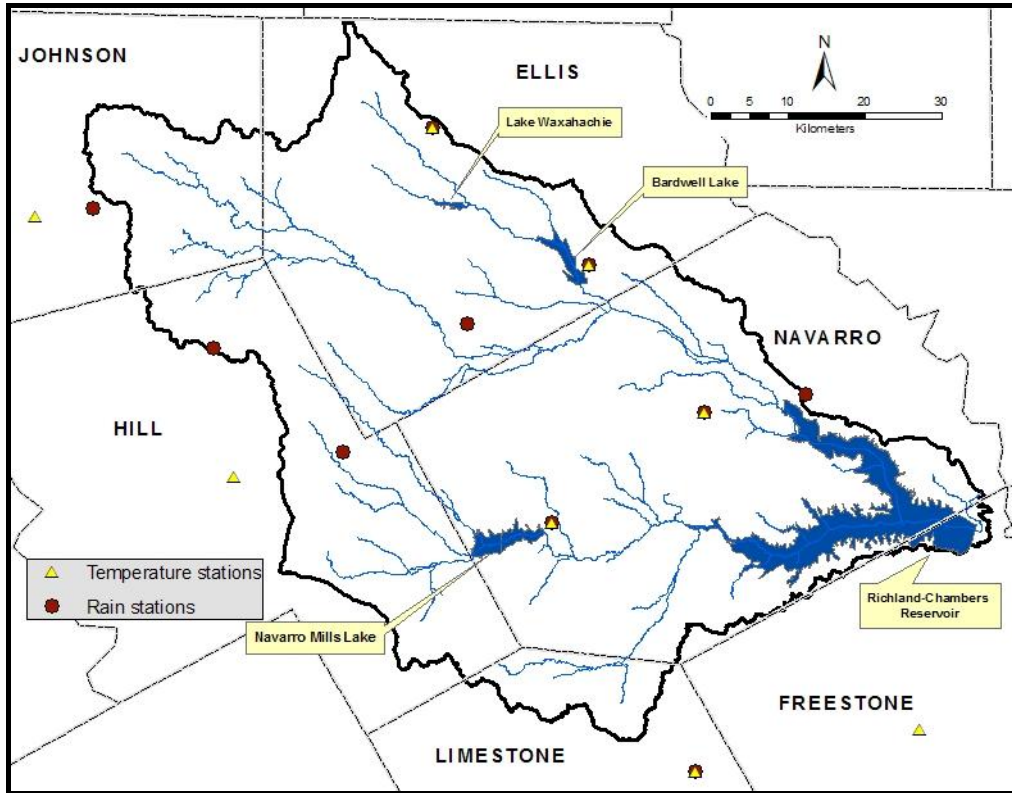 JOHNSON
ELLIS
N
0 5 10 20 30
Kilometers
Lake Waxahachie
Bardwell Lake
NAVARRO
HILL
Temperature stations
Rain stations
Navarro Mills Lake
Richland-Chambers
Reservoir
FREESTONE
LIMESTONE